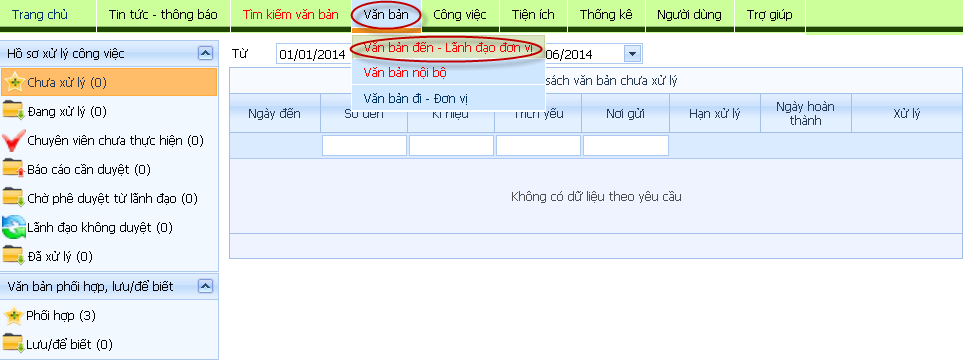 Trang chủ Tin tức - thông báo Tìm kiếm văn bản Văn bản Công việc Tiện ích Thống kê Người dùng Trợ giúp
Hồ sơ xử lý công việc
Chưa xử lý (0)
Đang xử lý (0)
Chuyên viên chưa thực hiện (0)
Báo cáo cần duyệt (0)
Chờ phê duyệt từ lãnh đạo (0)
Lãnh đạo không duyệt (0)
Đã xử lý (0)
Văn bản phối hợp, lưu/để biết
Phối hợp (3)
Lưu/để biết (0)
Văn bản đến - Lãnh đạo đơn vị
Văn bản nội bộ
Văn bản đi - Đơn vị
Từ 01/01/2014 06/2014
sách văn bản chưa xử lý
Ngày đến Số đến Kí hiệu Trích yếu Nơi gửi Hạn xử lý Ngày hoàn thành Xử lý
Không có dữ liệu theo yêu cầu